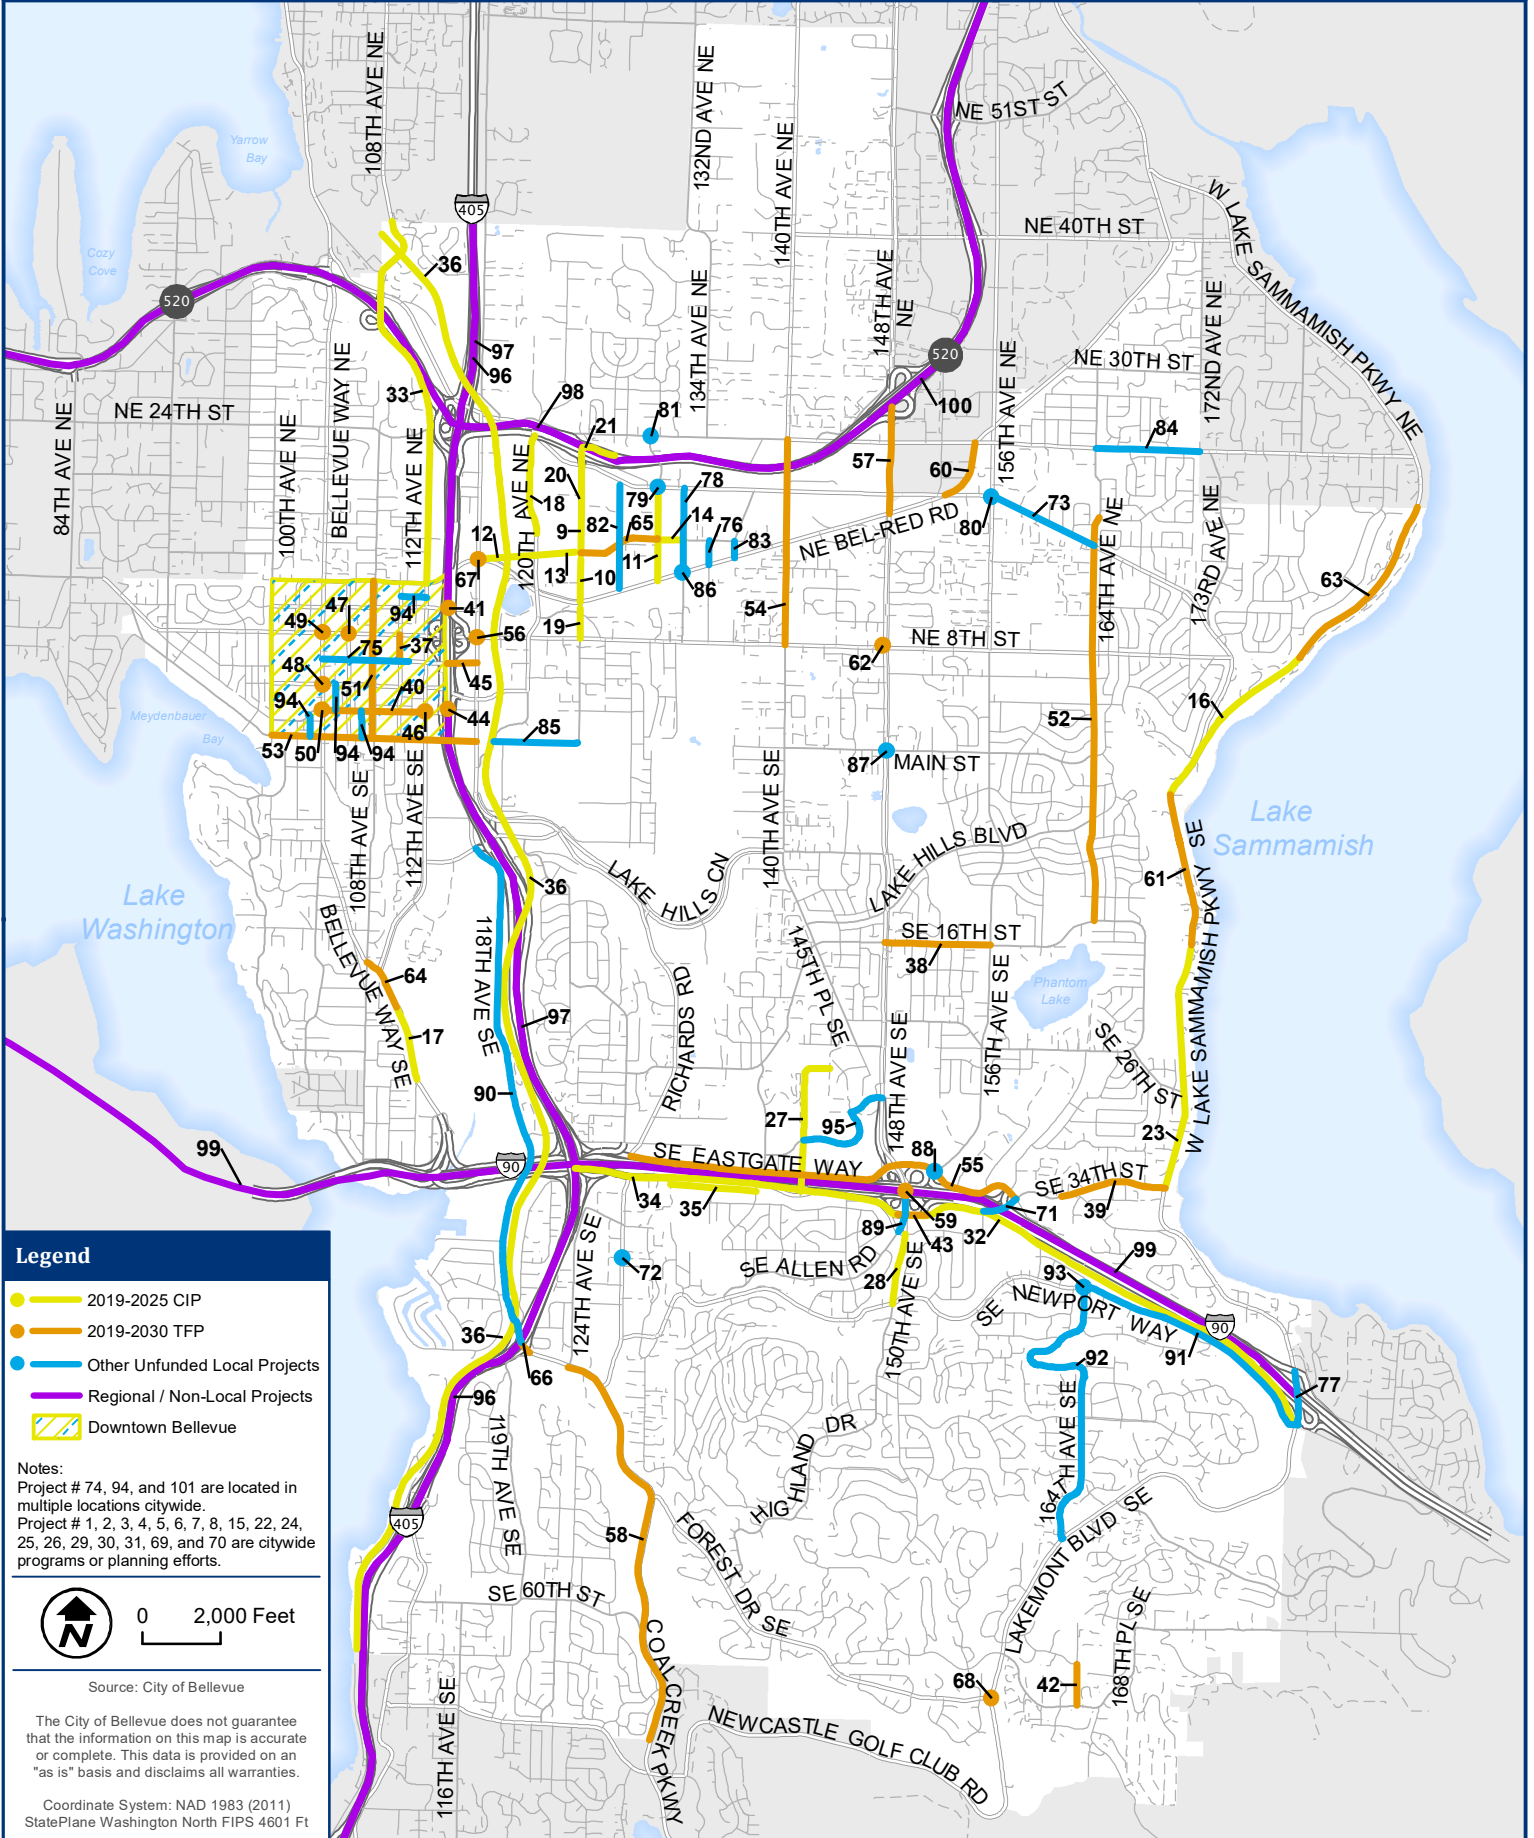 108TH AVE NE
132ND AVE NE
NE 51ST ST
140TH AVE NE
Yarrow
Bay
405
W LAKE SAMMAMISH PKWY NE
NE 40TH ST
Cozy
Cove
36
520
148TH AVE
NE
134TH AVE NE
172ND AVE NE
97
96
520
NE 30TH ST
156TH AVE NE
BELLEVUE WAY NE
33
98
100
NE 24TH ST
81
84TH AVE NE
100TH AVE NE
112TH AVE NE
21
84
57
60
20
78
79
18
120TH AVE NE
73
80
9
82
65
14
76
83
NE BEL-RED RD
164TH AVE NE
173RD AVE NE
12
11
67
13
10
86
63
54
47
94
41
49
19
56
37
75
NE 8TH ST
62
48
45
51
40
16
94
44
Meydenbauer
Bay
52
85
46
53
50
94
94
87
MAIN ST
140TH AVE SE
108TH AVE SE
112TH AVE SE
Lake
Sammamish
LAKE HILLS BLVD
LAKE HILLS CN
36
61
W LAKE SAMMAMISH PKWY SE
Lake
Washington
BELLEVUE WAY SE
118TH AVE SE
145TH PL SE
SE 16TH ST
38
64
156TH AVE SE
Phantom
Lake
RICHARDS RD
97
17
148TH AVE SE
SE 26TH ST
90
27
95
23
99
90
SE EASTGATE WAY
88
55
SE 34TH ST
34
35
59
71
39
89
43
32
124TH AVE SE
72
SE ALLEN RD
28
99
150TH AVE SE
93
SE
NEWPORT WAY
90
36
91
92
66
77
96
119TH AVE SE
164TH AVE SE
HIGHLAND DR
LAKEMONT BLVD SE
405
58
FOREST DR SE
SE 60TH ST
168TH PL SE
COAL CREEK PKWY
68
42
116TH AVE SE
NEWCASTLE GOLF CLUB RD
Legend
2019-2025 CIP
2019-2030 TFP
Other Unfunded Local Projects
Regional / Non-Local Projects
Downtown Bellevue
Notes:
Project # 74, 94, and 101 are located in
multiple locations citywide.
Project # 1, 2, 3, 4, 5, 6, 7, 8, 15, 22, 24,
25, 26, 29, 30, 31, 69, and 70 are citywide
programs or planning efforts.
N
0 2,000 Feet
Source: City of Bellevue
The City of Bellevue does not guarantee
that the information on this map is accurate
or complete. This data is provided on an
"as is" basis and disclaims all warranties.
Coordinate System: NAD 1983 (2011)
StatePlane Washington North FIPS 4601 Ft